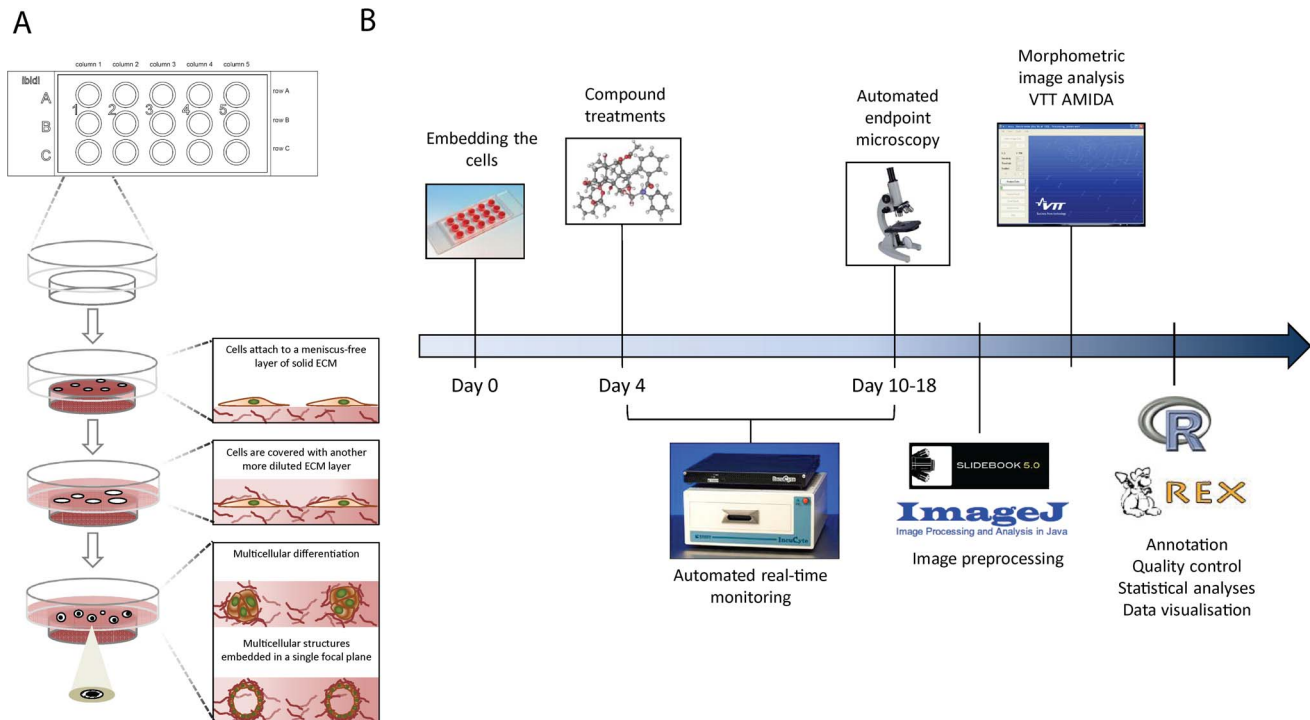 A
column 1 column 2 column 3 column 4 column 5
ibidi
A
B
C
1 2 3 4 5
row A
row B
row C
Cells attach to a meniscus-free
layer of solid ECM
Cells are covered with another
more diluted ECM layer
Multicellular differentiation
Multicellular structures
embedded in a single focal plane
B
Embedding the
cells
Compound
treatments
Automated
endpoint
microscopy
Morphometric
image analysis
VTT AMIDA
VTT
Day 0
Day 4
Day 10-18
IncuCyte
Automated real-time
monitoring
SLIDEBOOK 5.0
ImageJ
Image Processing and Analysis in Java
Image preprocessing
R
REX
Annotation
Quality control
Statistical analyses
Data visualisation